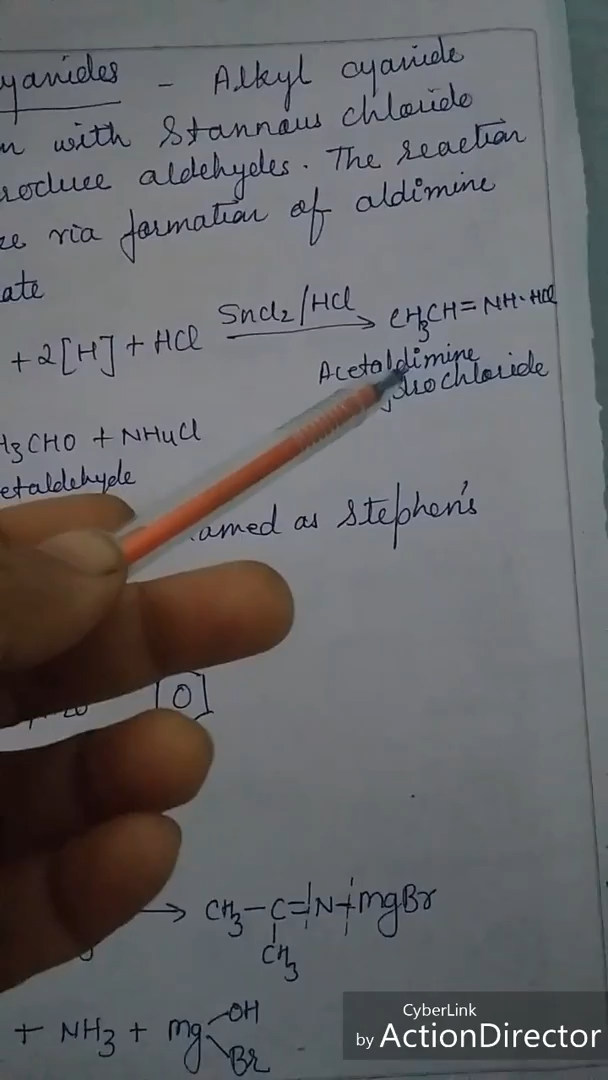 yanides - Alkyl cyanide
n with Stannous chloride
roduce aldehydes. The reaction
ce via formation of aldimine
ate
+ 2[H] + HCl SnCl2/HCl → CH3CH=NH·HCl
Acetaldimine
chloride
H3CHO + NH4Cl
etaldehyde
amed as Stephen's
[O]
→ CH3-C=N+MgBr
CH3
+ NH3 + Mg OH
Br
CyberLink
by ActionDirector